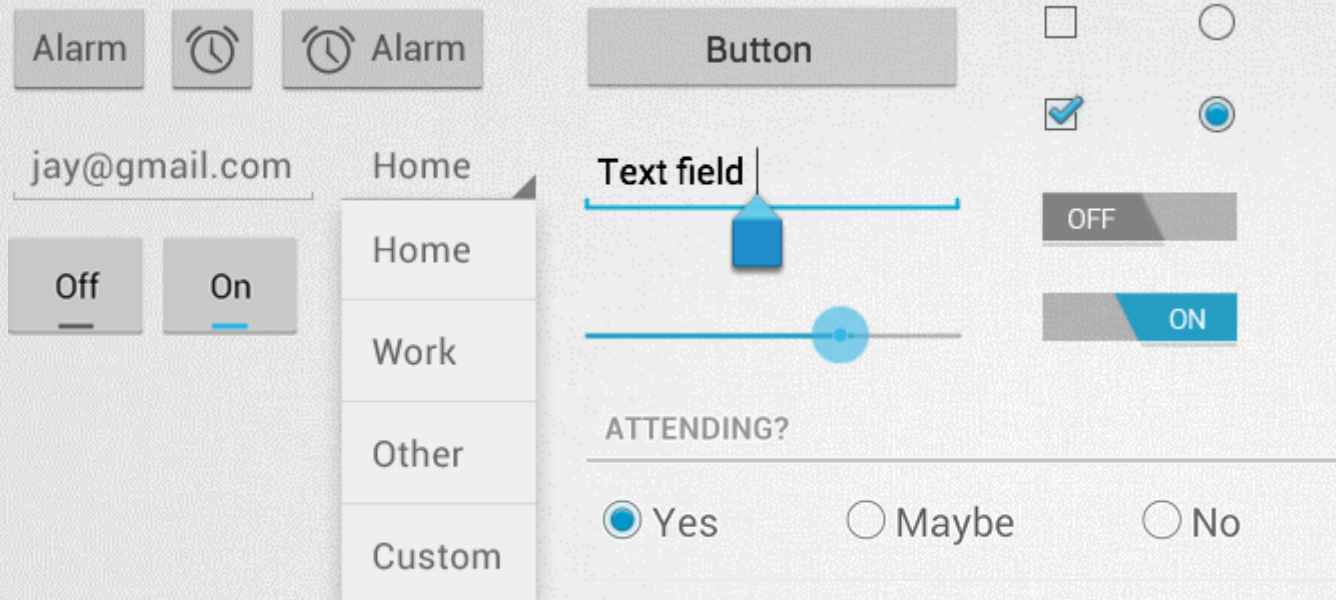 Alarm
Alarm
Button
jay@gmail.com
Home
Text field
OFF
Off
On
Home
ON
Work
ATTENDING?
Other
Yes
Maybe
No
Custom